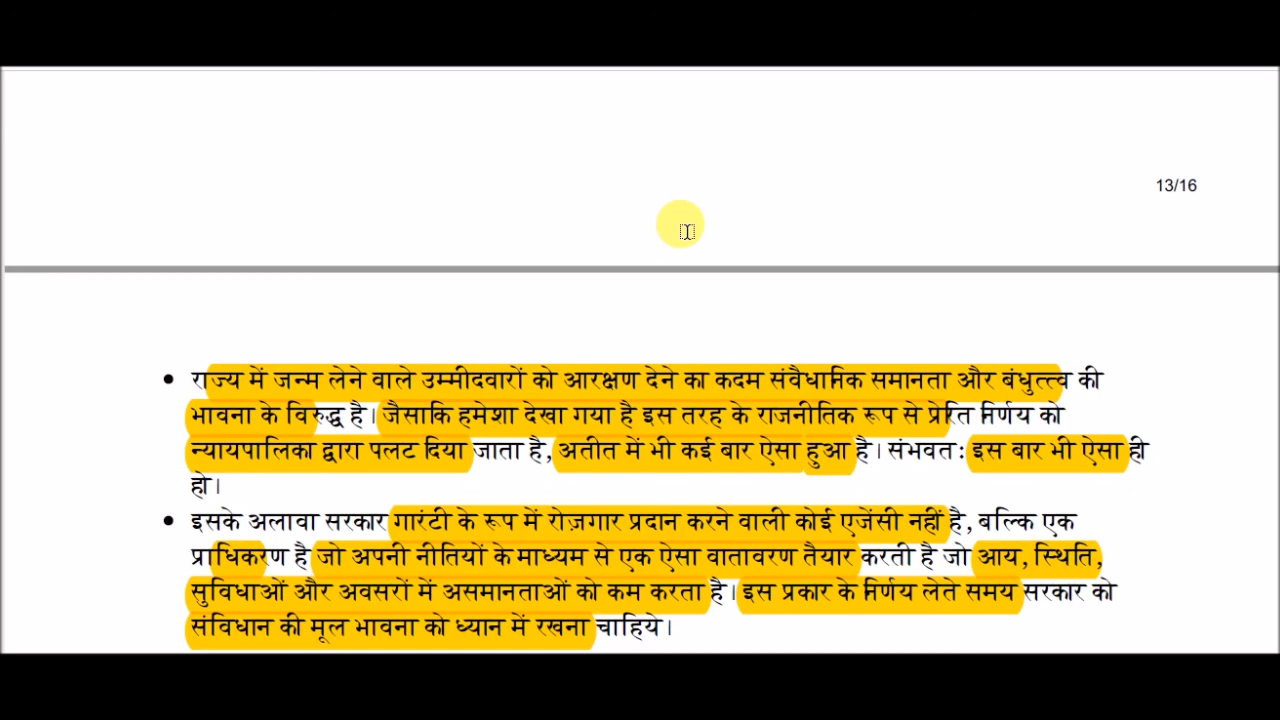 13/16
• राज्य में जन्म लेने वाले उम्मीदवारों को आरक्षण देने का कदम संवैधानिक समानता और बंधुत्त्व की
भावना के विरुद्ध है। जैसाकि हमेशा देखा गया है इस तरह के राजनीतिक रूप से प्रेरित निर्णय को
न्यायपालिका द्वारा पलट दिया जाता है, अतीत में भी कई बार ऐसा हुआ है। संभवतः इस बार भी ऐसा ही
हो।
• इसके अलावा सरकार गारंटी के रूप में रोज़गार प्रदान करने वाली कोई एजेंसी नहीं है, बल्कि एक
प्राधिकरण है जो अपनी नीतियों के माध्यम से एक ऐसा वातावरण तैयार करती है जो आय, स्थिति,
सुविधाओं और अवसरों में असमानताओं को कम करता है। इस प्रकार के निर्णय लेते समय सरकार को
संविधान की मूल भावना को ध्यान में रखना चाहिये।